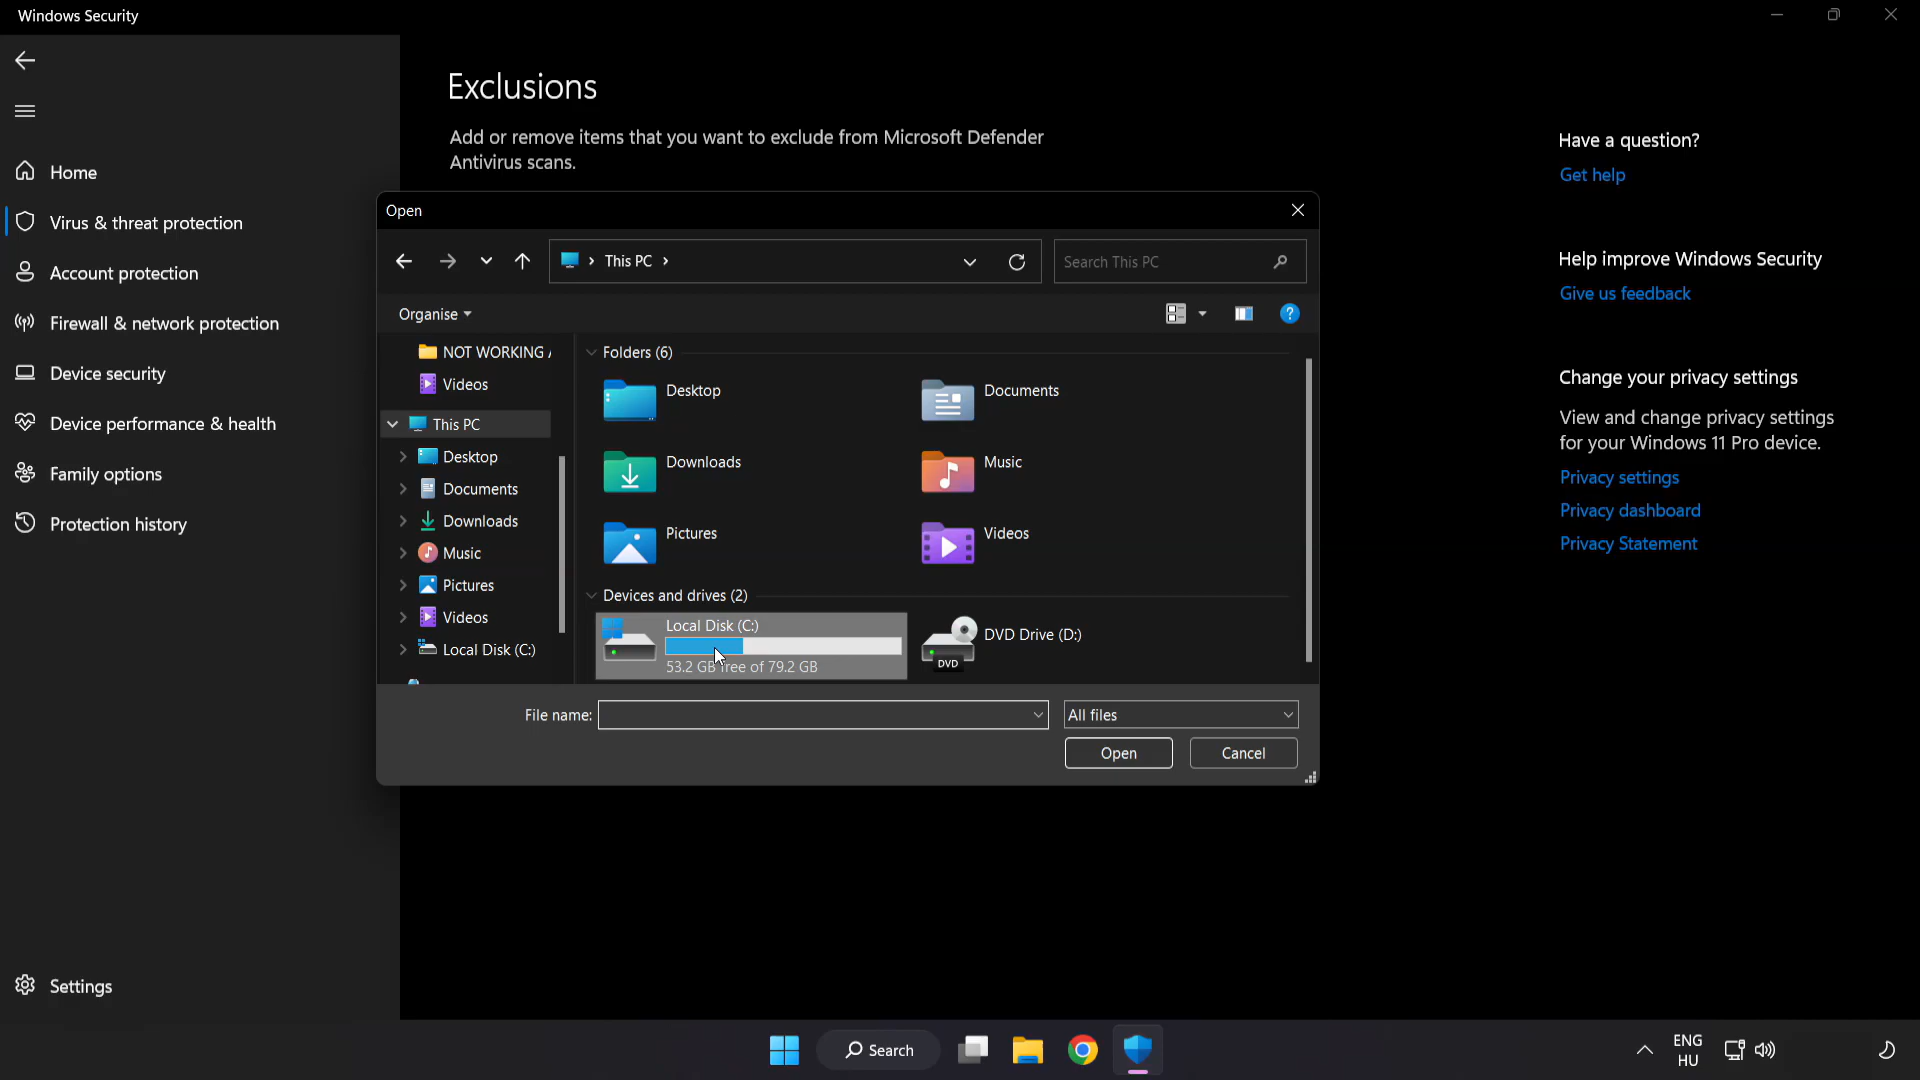 Windows Security
Home
Virus & threat protection
Account protection
Firewall & network protection
Device security
Device performance & health
Family options
Protection history
Settings
Exclusions
Add or remove items that you want to exclude from Microsoft Defender
Antivirus scans.
Have a question?
Get help
Help improve Windows Security
Give us feedback
Change your privacy settings
View and change privacy settings
for your Windows 11 Pro device.
Privacy settings
Privacy dashboard
Privacy Statement
Open
This PC
Search This PC
Organise
NOT WORKING
Videos
This PC
Desktop
Documents
Downloads
Music
Pictures
Videos
Local Disk (C:)
Folders (6)
Desktop
Documents
Downloads
Music
Pictures
Videos
Devices and drives (2)
Local Disk (C:)
53.2 GB free of 79.2 GB
DVD Drive (D:)
DVD
File name:
All files
Open
Cancel
Search
ENG
HU